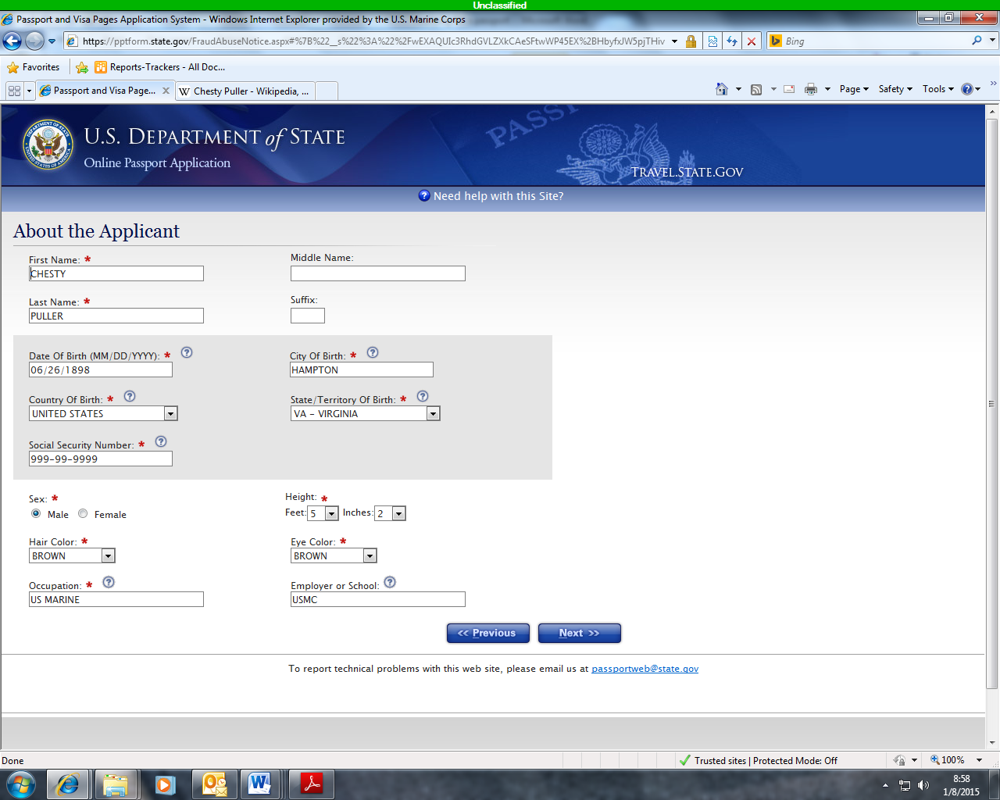 Unclassified
Passport and Visa Pages Application System - Windows Internet Explorer provided by the U.S. Marine Corps
https://pptform.state.gov/FraudAbuseNotice.aspx#%7B%22__s%22%3A%22%2FwEXAQUIc3RhdGVLZXkCAeSFtwWP45EX%2BHbyfxJW5pjTHiv
Bing
Favorites
Reports-Trackers - All Doc...
Passport and Visa Page...
W Chesty Puller - Wikipedia, ...
Page Safety Tools
U.S. DEPARTMENT of STATE
Online Passport Application
PASSP
TRAVEL.STATE.GOV
Need help with this Site?
About the Applicant
First Name: *
Middle Name:
CHESTY
Last Name: *
Suffix:
PULLER
Date Of Birth (MM/DD/YYYY): * ?
City Of Birth: * ?
06/26/1898
HAMPTON
Country Of Birth: * ?
State/Territory Of Birth: * ?
UNITED STATES
VA - VIRGINIA
Social Security Number: * ?
999-99-9999
Sex: *
Height: *
Male Female
Feet: 5 Inches: 2
Hair Color: *
Eye Color: *
BROWN
BROWN
Occupation: * ?
Employer or School: ?
US MARINE
USMC
<< Previous
Next >>
To report technical problems with this web site, please email us at passportweb@state.gov
Done
Trusted sites | Protected Mode: Off
100%
8:58
1/8/2015